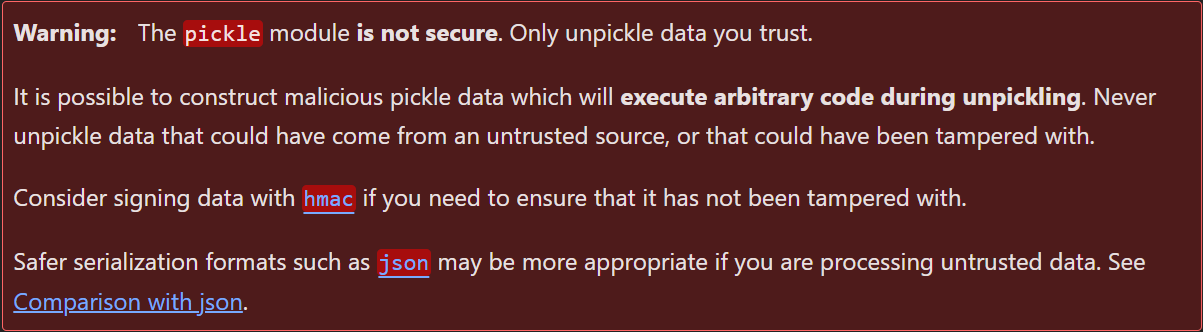 Warning: The pickle module is not secure. Only unpickle data you trust.
It is possible to construct malicious pickle data which will execute arbitrary code during unpickling. Never
unpickle data that could have come from an untrusted source, or that could have been tampered with.
Consider signing data with hmac if you need to ensure that it has not been tampered with.
Safer serialization formats such as json may be more appropriate if you are processing untrusted data. See
Comparison with json.